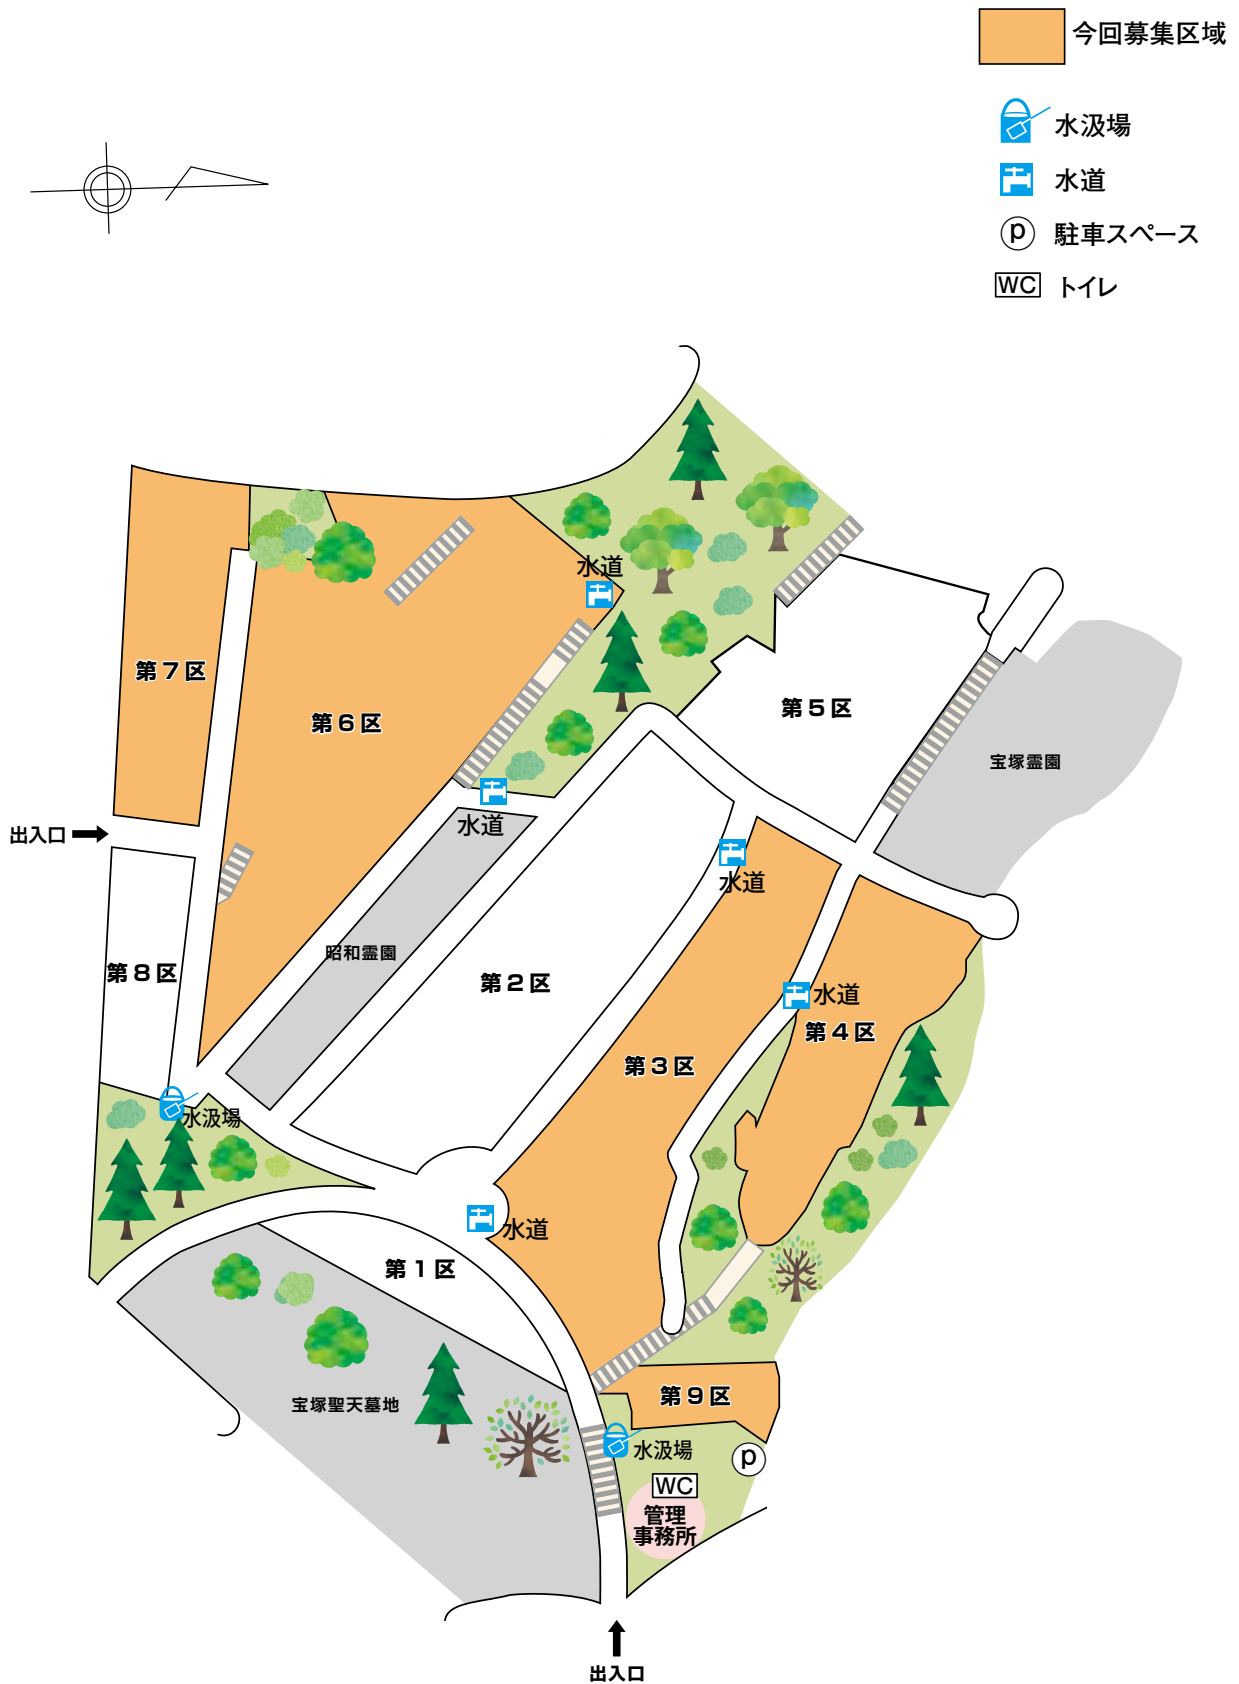 今回募集区域
水汲場
水道
p 駐車スペース
WC トイレ
水道
第7区
第5区
第6区
宝塚霊園
水道
出入口
水道
昭和霊園
第8区
第2区
水道
第4区
第3区
水汲場
水道
第1区
第9区
宝塚聖天墓地
水汲場
p
WC
管理
事務所
出入口